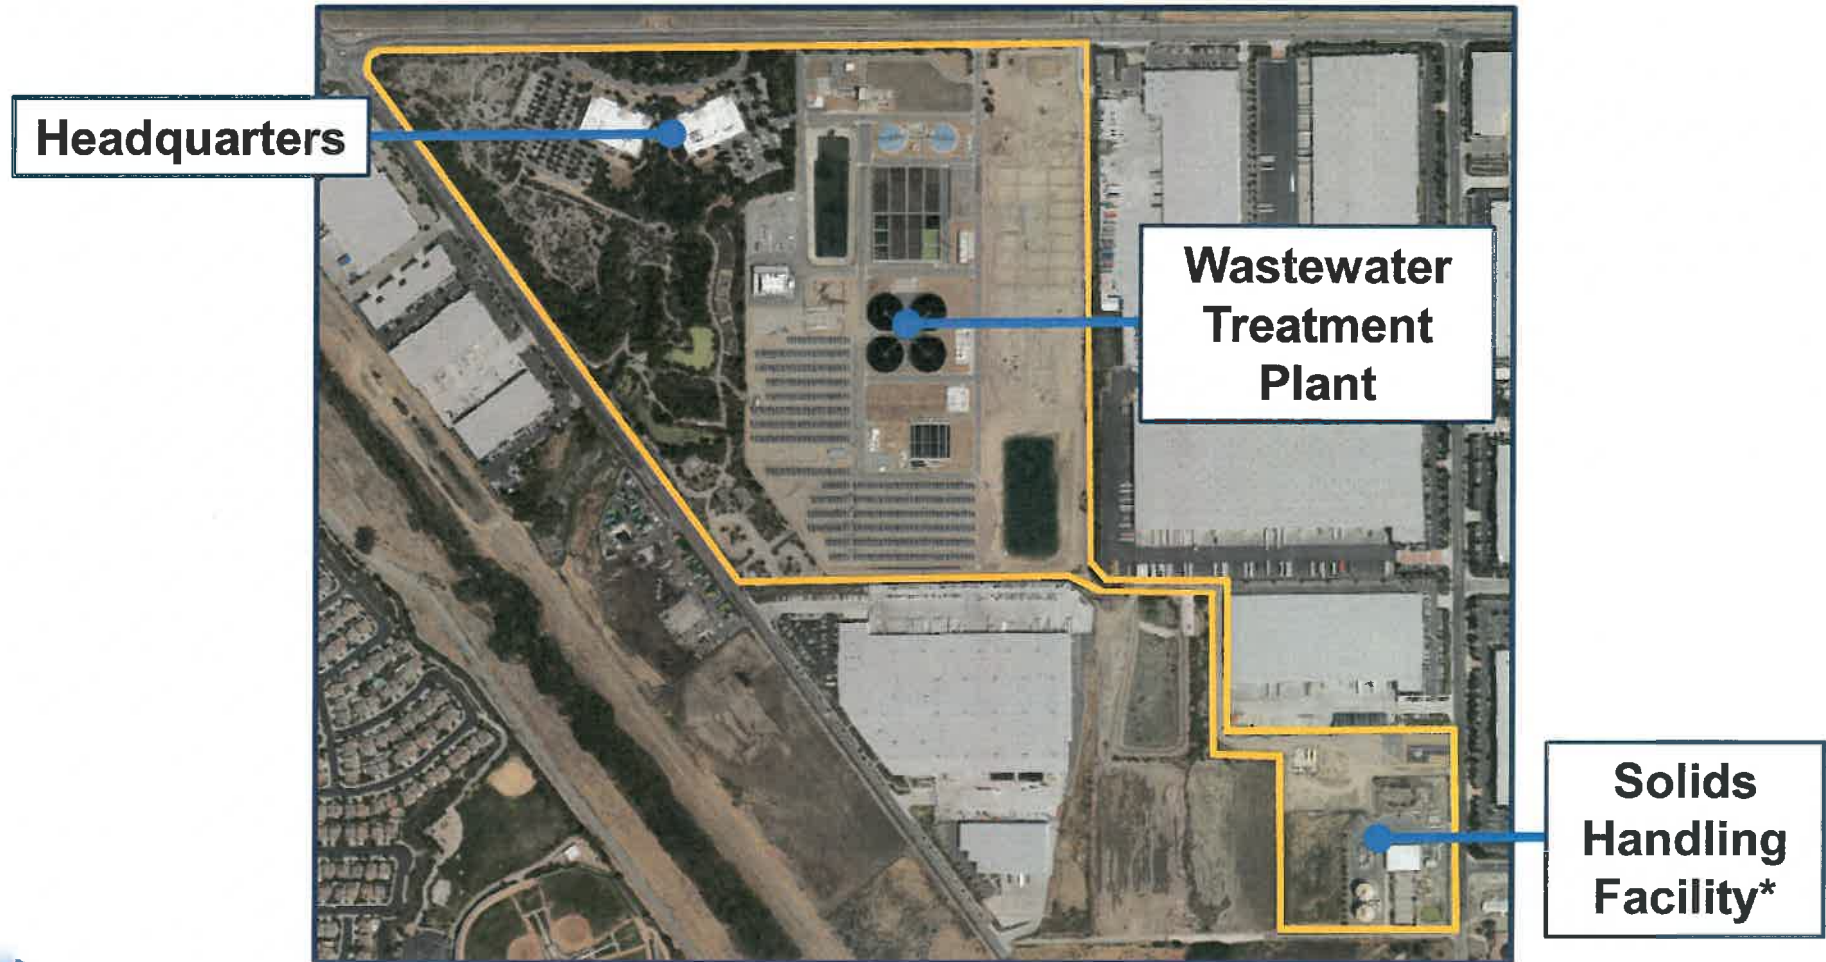 Headquarters
Wastewater
Treatment
Plant
Solids
Handling
Facility*